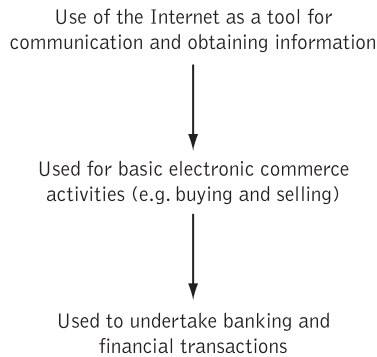 Use of the Internet as a tool for
communication and obtaining information
Used for basic electronic commerce
activities (e.g. buying and selling)
Used to undertake banking and
financial transactions